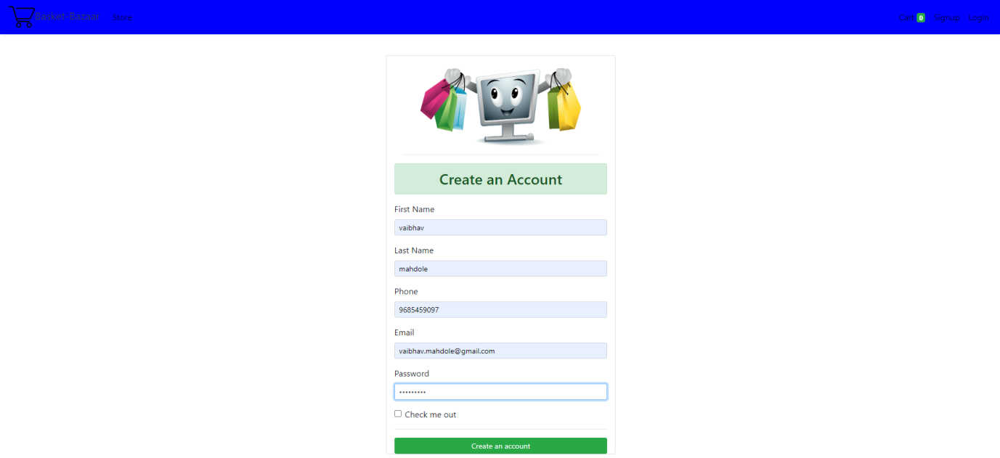 Basket-Bazaar Store Cart 0 Signup Login
Create an Account
First Name
vaibhav
Last Name
mahdole
Phone
9685459097
Email
vaibhav.mahdole@gmail.com
Password
•••••••••
Check me out
Create an account